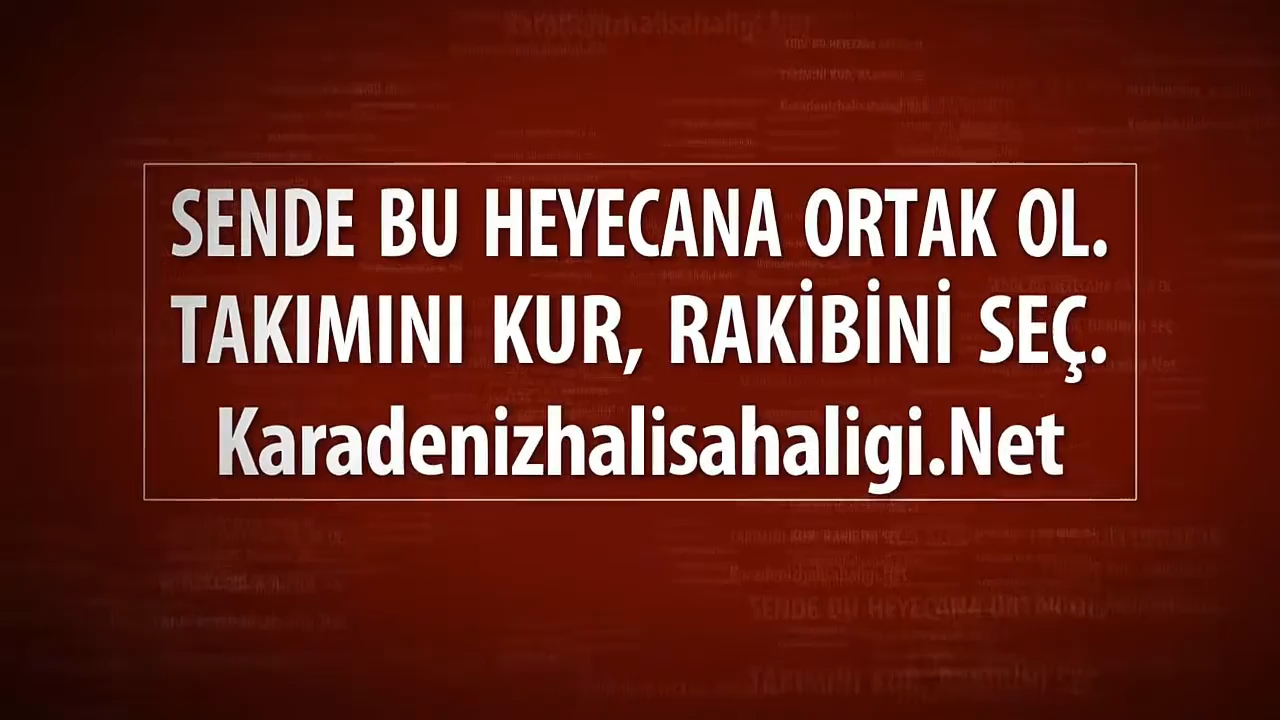 SENDE BU HEYECANA ORTAK OL.
TAKIMINI KUR, RAKİBİNİ SEÇ.
Karadenizhalisahaligi.Net